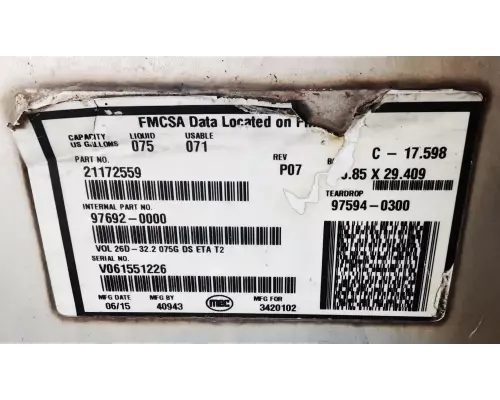 FMCSA Data Located on
CAPACITY US GALLONS LIQUID 075 USABLE 071
C - 17.598
PART NO. REV P07
21172559 .85 X 29.409
INTERNAL PART NO. TEARDROP
97692-0000 97594-0300
VOL 26D-32.2 075G DS ETA T2
SERIAL NO.
V061551226
MFG DATE MFG BY mec MFG FOR
06/15 40943 3420102